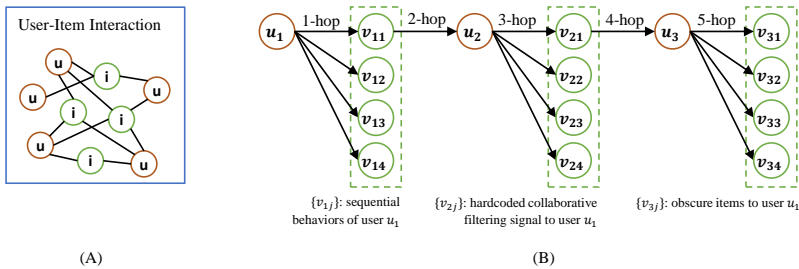 User-Item Interaction
u
i
u
u
i
i
u
i
u
(A)
1-hop
2-hop
3-hop
4-hop
5-hop
u₁
v₁₁
u₂
v₂₁
u₃
v₃₁
v₁₂
v₂₂
v₃₂
v₁₃
v₂₃
v₃₃
v₁₄
v₂₄
v₃₄
{v₁ⱼ}: sequential
behaviors of user u₁
{v₂ⱼ}: hardcoded collaborative
filtering signal to user u₁
{v₃ⱼ}: obscure items to user u₁
(B)